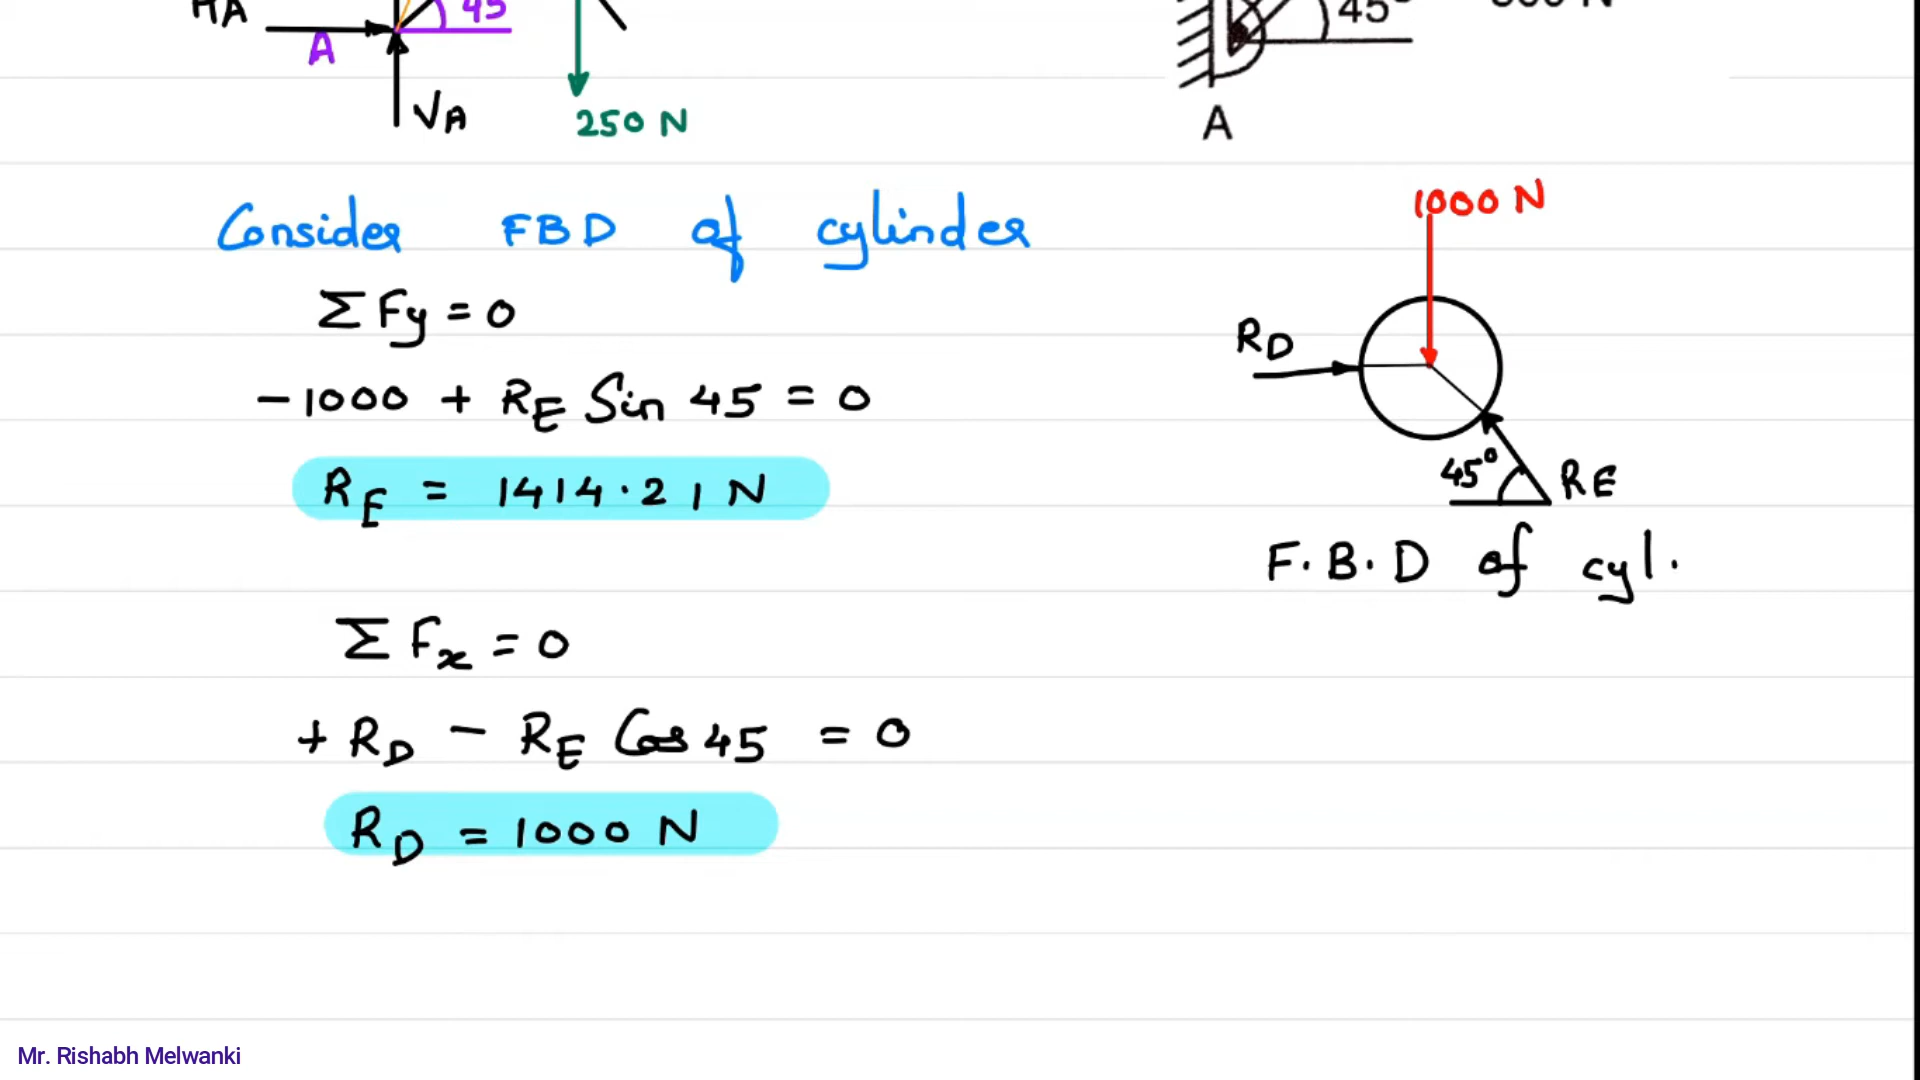 HA
A
45
VA
250 N
45°
A
Consider FBD of cylinder
ΣFy = 0
-1000 + RE Sin 45 = 0
RE = 1414.21 N
ΣFx = 0
+ RD - RE Cos 45 = 0
RD = 1000 N
1000 N
RD
45°
RE
F.B.D of cyl.
Mr. Rishabh Melwanki